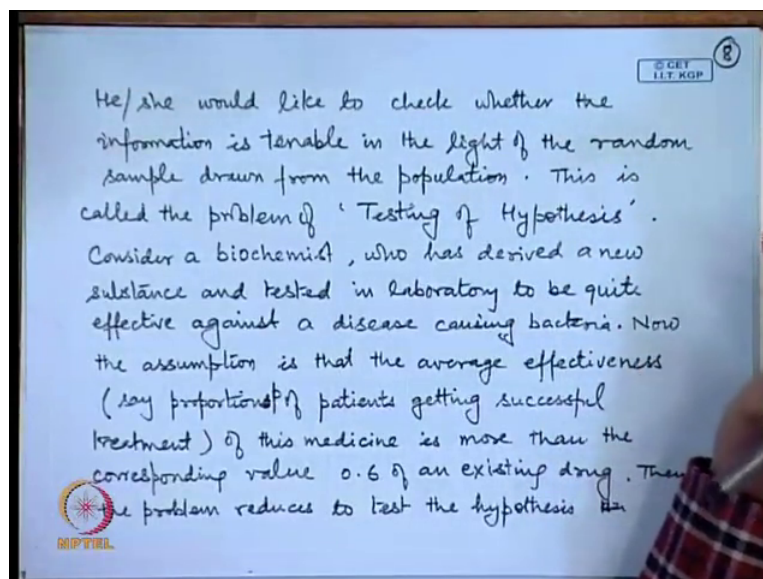 8
© CET
I.I.T. KGP
He/she would like to check whether the
information is tenable in the light of the random
sample drawn from the population. This is
called the problem of 'Testing of Hypothesis'.
Consider a biochemist, who has derived a new
substance and tested in laboratory to be quite
effective against a disease causing bacteria. Now
the assumption is that the average effectiveness
(say proportion of patients getting successful
treatment) of this medicine is more than the
corresponding value 0.6 of an existing drug. Then
the problem reduces to test the hypothesis
NPTEL